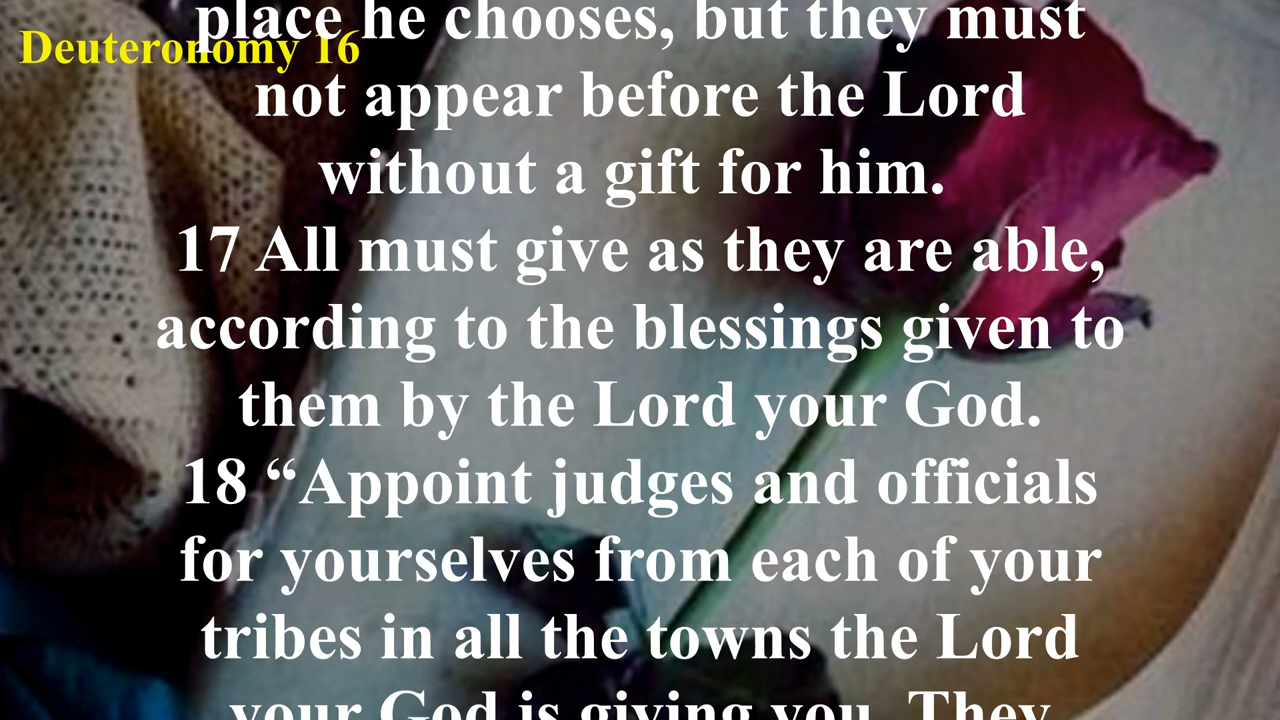 Deuteronomy 16
place he chooses, but they must
not appear before the Lord
without a gift for him.
17 All must give as they are able,
according to the blessings given to
them by the Lord your God.
18 “Appoint judges and officials
for yourselves from each of your
tribes in all the towns the Lord
your God is giving you. They